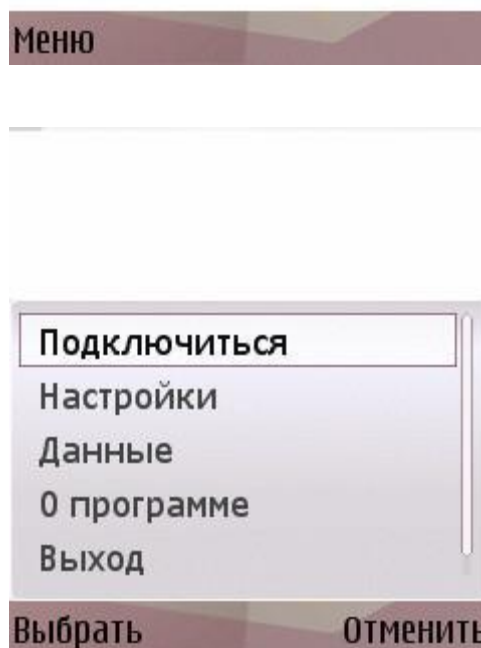 Меню
Подключиться
Настройки
Данные
О программе
Выход
Выбрать Отменить